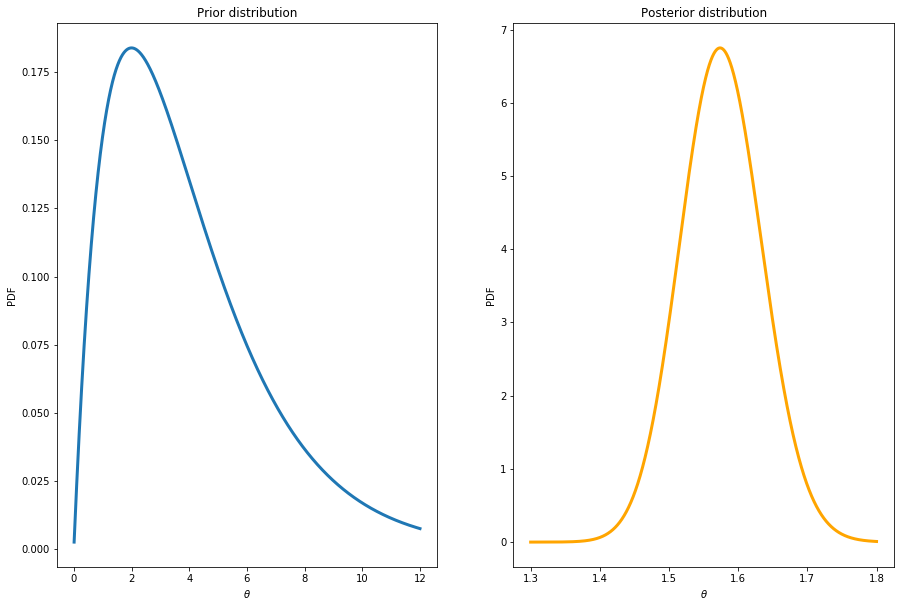 Prior distribution
PDF
0.175
0.150
0.125
0.100
0.075
0.050
0.025
0.000
0 2 4 6 8 10 12
θ
Posterior distribution
PDF
7
6
5
4
3
2
1
0
1.3 1.4 1.5 1.6 1.7 1.8
θ